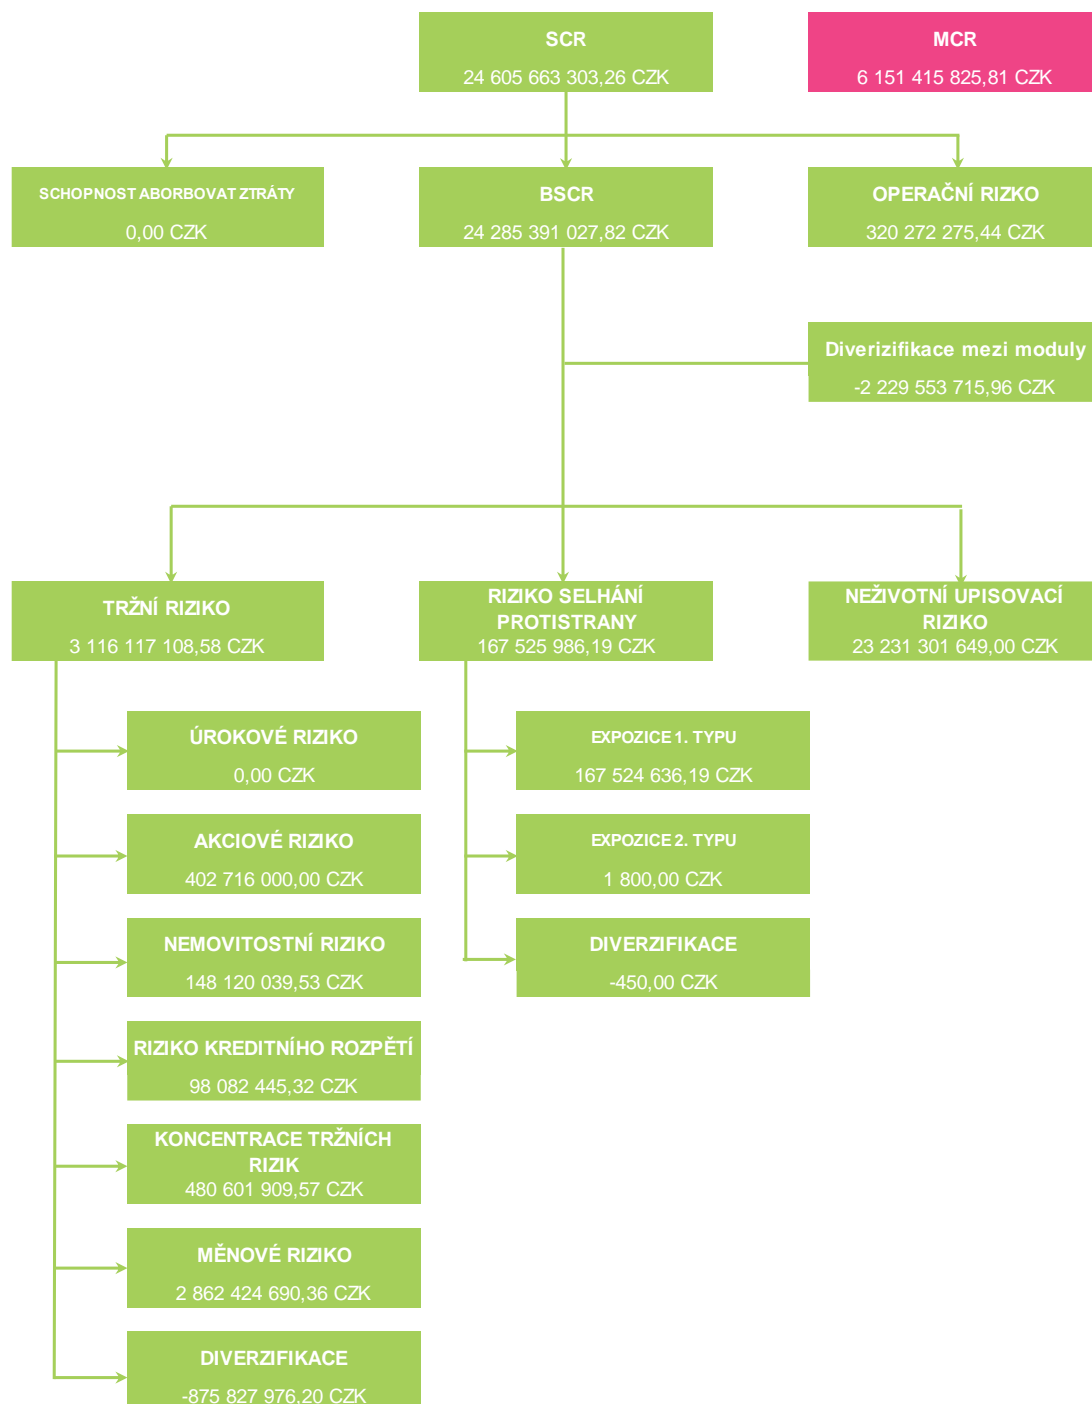 SCR
24 605 663 303,26 CZK
MCR
6 151 415 825,81 CZK
SCHOPNOST ABORBOVAT ZTRÁTY
0,00 CZK
BSCR
24 285 391 027,82 CZK
OPERAČNÍ RIZKO
320 272 275,44 CZK
Diverizifikace mezi moduly
-2 229 553 715,96 CZK
TRŽNÍ RIZIKO
3 116 117 108,58 CZK
RIZIKO SELHÁNÍ
PROTISTRANY
167 525 986,19 CZK
NEŽIVOTNÍ UPISOVACÍ
RIZIKO
23 231 301 649,00 CZK
ÚROKOVÉ RIZIKO
0,00 CZK
EXPOZICE 1. TYPU
167 524 636,19 CZK
AKCIOVÉ RIZIKO
402 716 000,00 CZK
EXPOZICE 2. TYPU
1 800,00 CZK
NEMOVITOSTNÍ RIZIKO
148 120 039,53 CZK
DIVERZIFIKACE
-450,00 CZK
RIZIKO KREDITNÍHO ROZPĚTÍ
98 082 445,32 CZK
KONCENTRACE TRŽNÍCH
RIZIK
480 601 909,57 CZK
MĚNOVÉ RIZIKO
2 862 424 690,36 CZK
DIVERZIFIKACE
-875 827 976,20 CZK